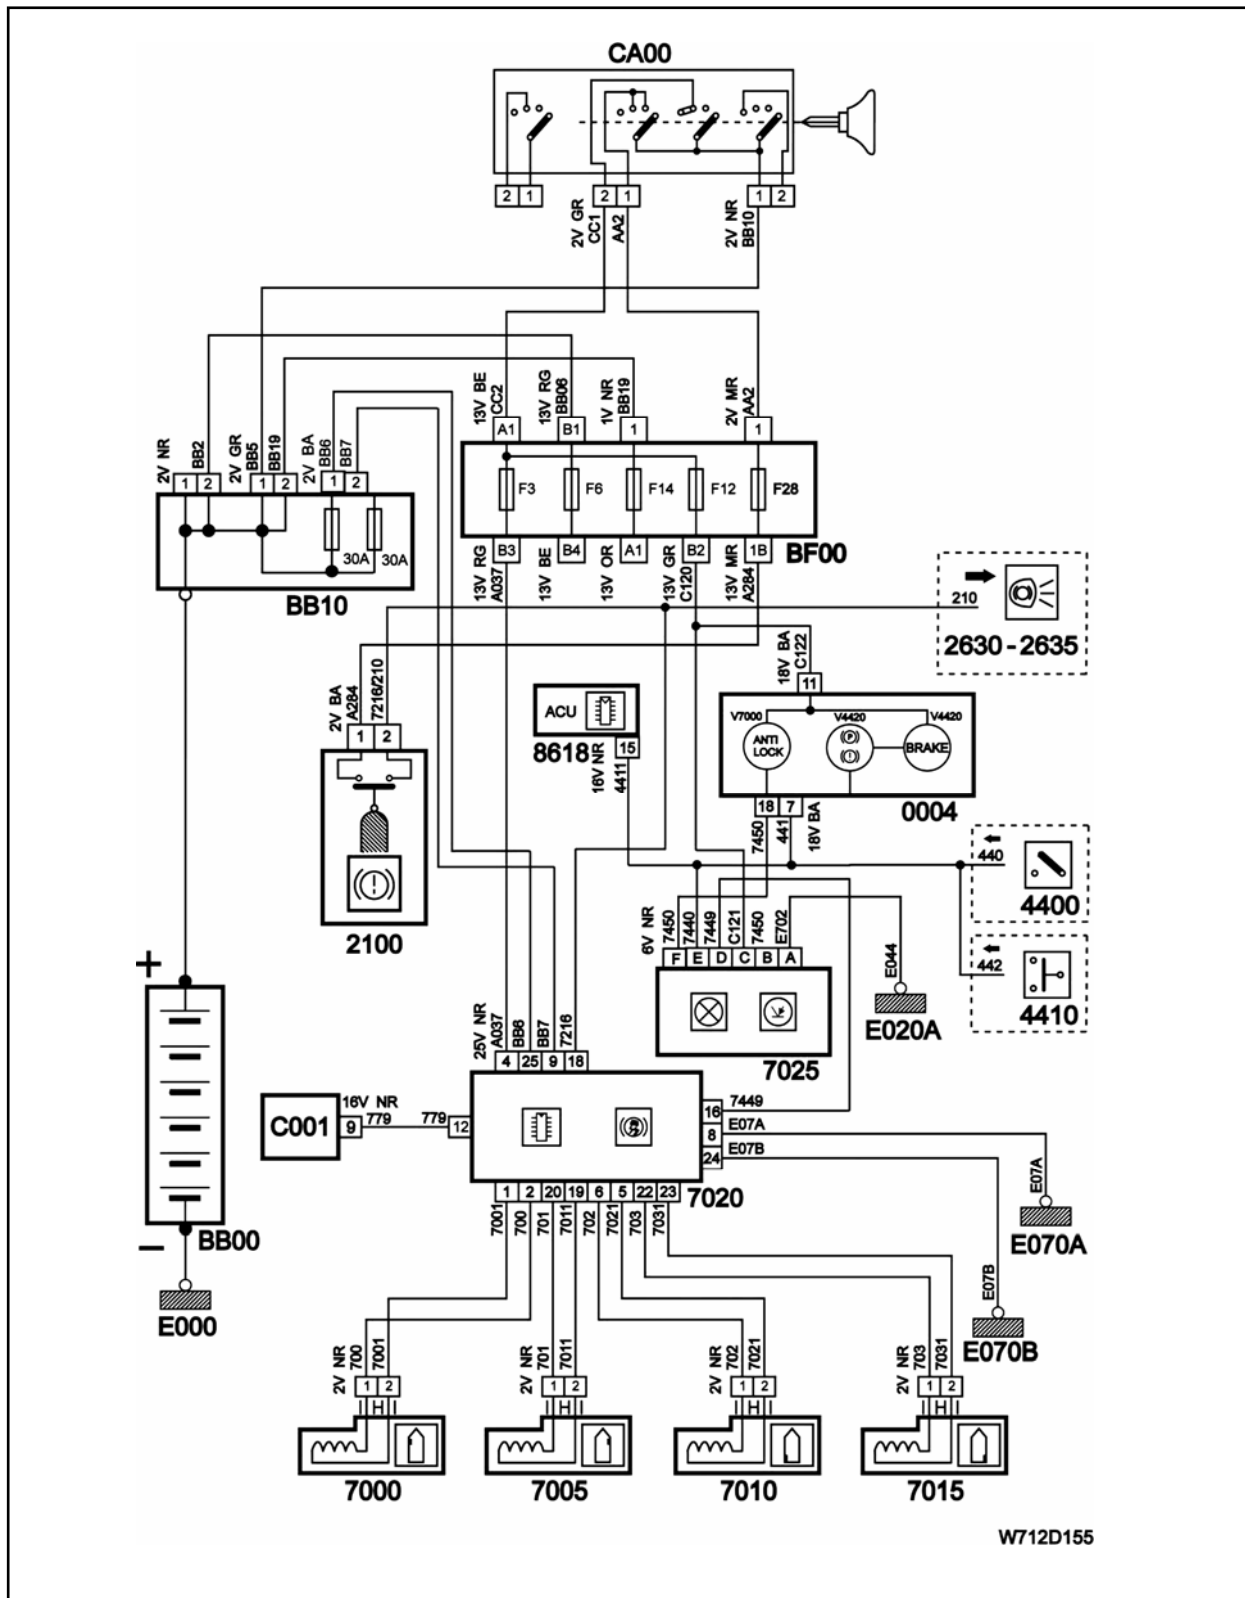 CA00
2 1
2 1
1 2
2V GR
CC1
AA2
2V NR
BB10
13V BE
CC2
13V RG
BB06
1V NR
BB19
2V MR
AA2
2V NR
BB2
2V GR
BB5
BB19
2V BA
BB6
BB7
A1 B1 1 1
1 2 1 2 1 2
F3 F6 F14 F12 F28
30A 30A
B3 B4 A1 B2 1B
BF00
BB10
13V RG
A037
13V BE
13V OR
13V GR
C120
13V MR
A284
210
2630 - 2635
18V BA
C122
11
2V BA
A284
7216/210
1 2
ACU
8618
15
16V NR
4411
V7000 V4420 V4420
ANTI
LOCK
P
!
BRAKE
18 7
0004
7450
441
18V BA
440
4400
442
4410
!
2100
6V NR
7450
7440
7449
C121
7450
E702
F E D C B A
E044
E020A
7025
+
25V NR
A037
BB6
BB7
7216
4 25 9 18
C001
16V NR
9
779
779
12
16
8
24
7449
E07A
E07B
7020
1 2 20 19 6 5 22 23
7001
700
701
7011
702
7021
703
7031
E07A
E070A
E07B
E070B
−
BB00
E000
2V NR
700
7001
2V NR
701
7011
2V NR
702
7021
2V NR
703
7031
1 2
1 2
1 2
1 2
7000
7005
7010
7015
W712D155